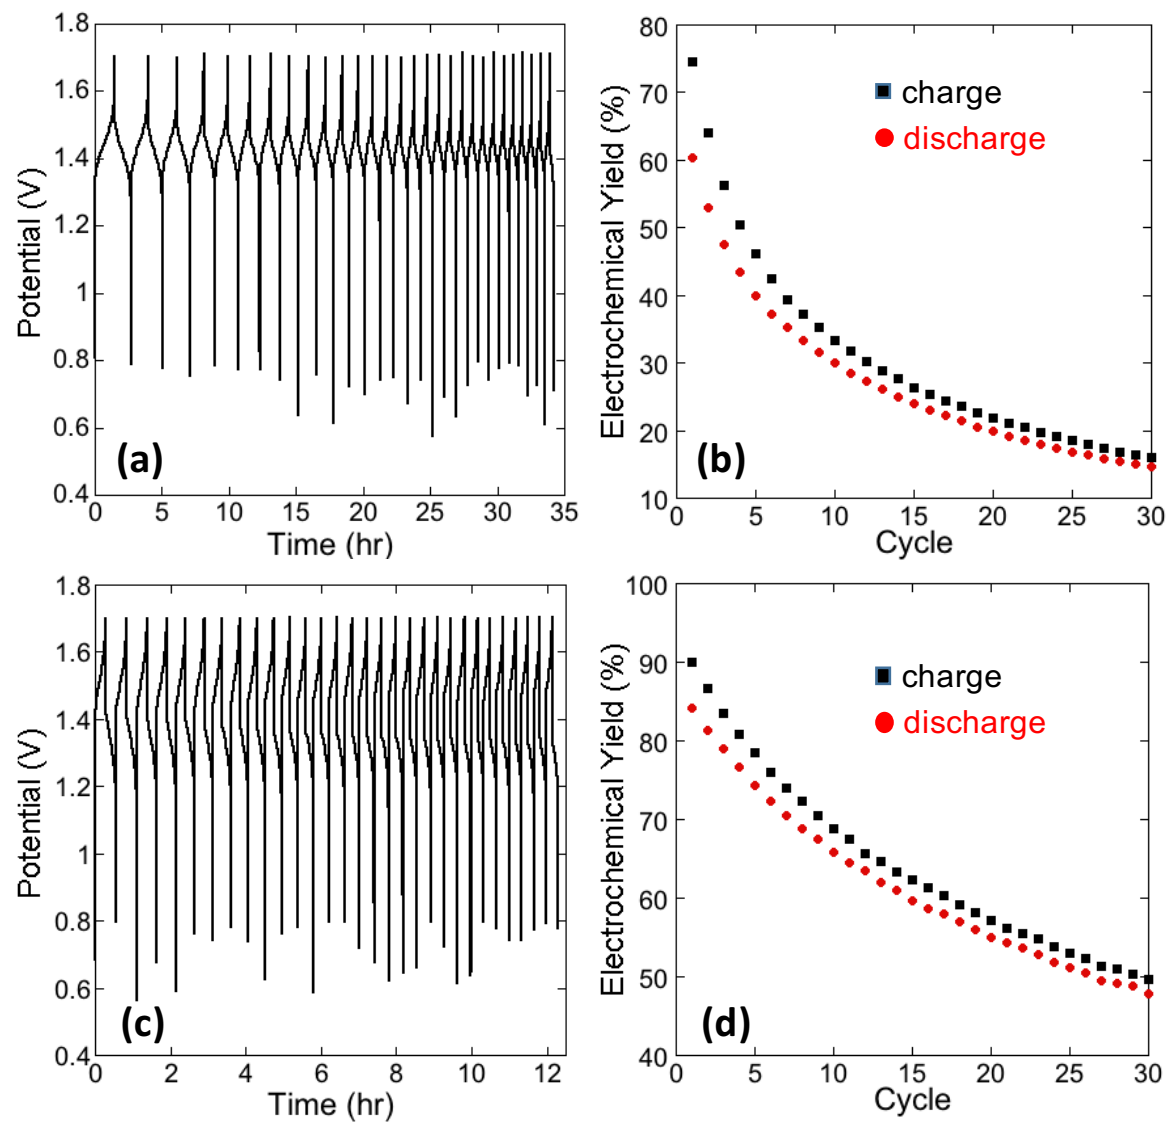 Potential (V)
1.8
1.6
1.4
1.2
1
0.8
0.6
0.4
(a)
0 5 10 15 20 25 30 35
Time (hr)
Electrochemical Yield (%)
80
70
60
50
40
30
20
10
charge
discharge
(b)
0 5 10 15 20 25 30
Cycle
Potential (V)
1.8
1.6
1.4
1.2
1
0.8
0.6
0.4
(c)
0 2 4 6 8 10 12
Time (hr)
Electrochemical Yield (%)
100
90
80
70
60
50
40
charge
discharge
(d)
0 5 10 15 20 25 30
Cycle